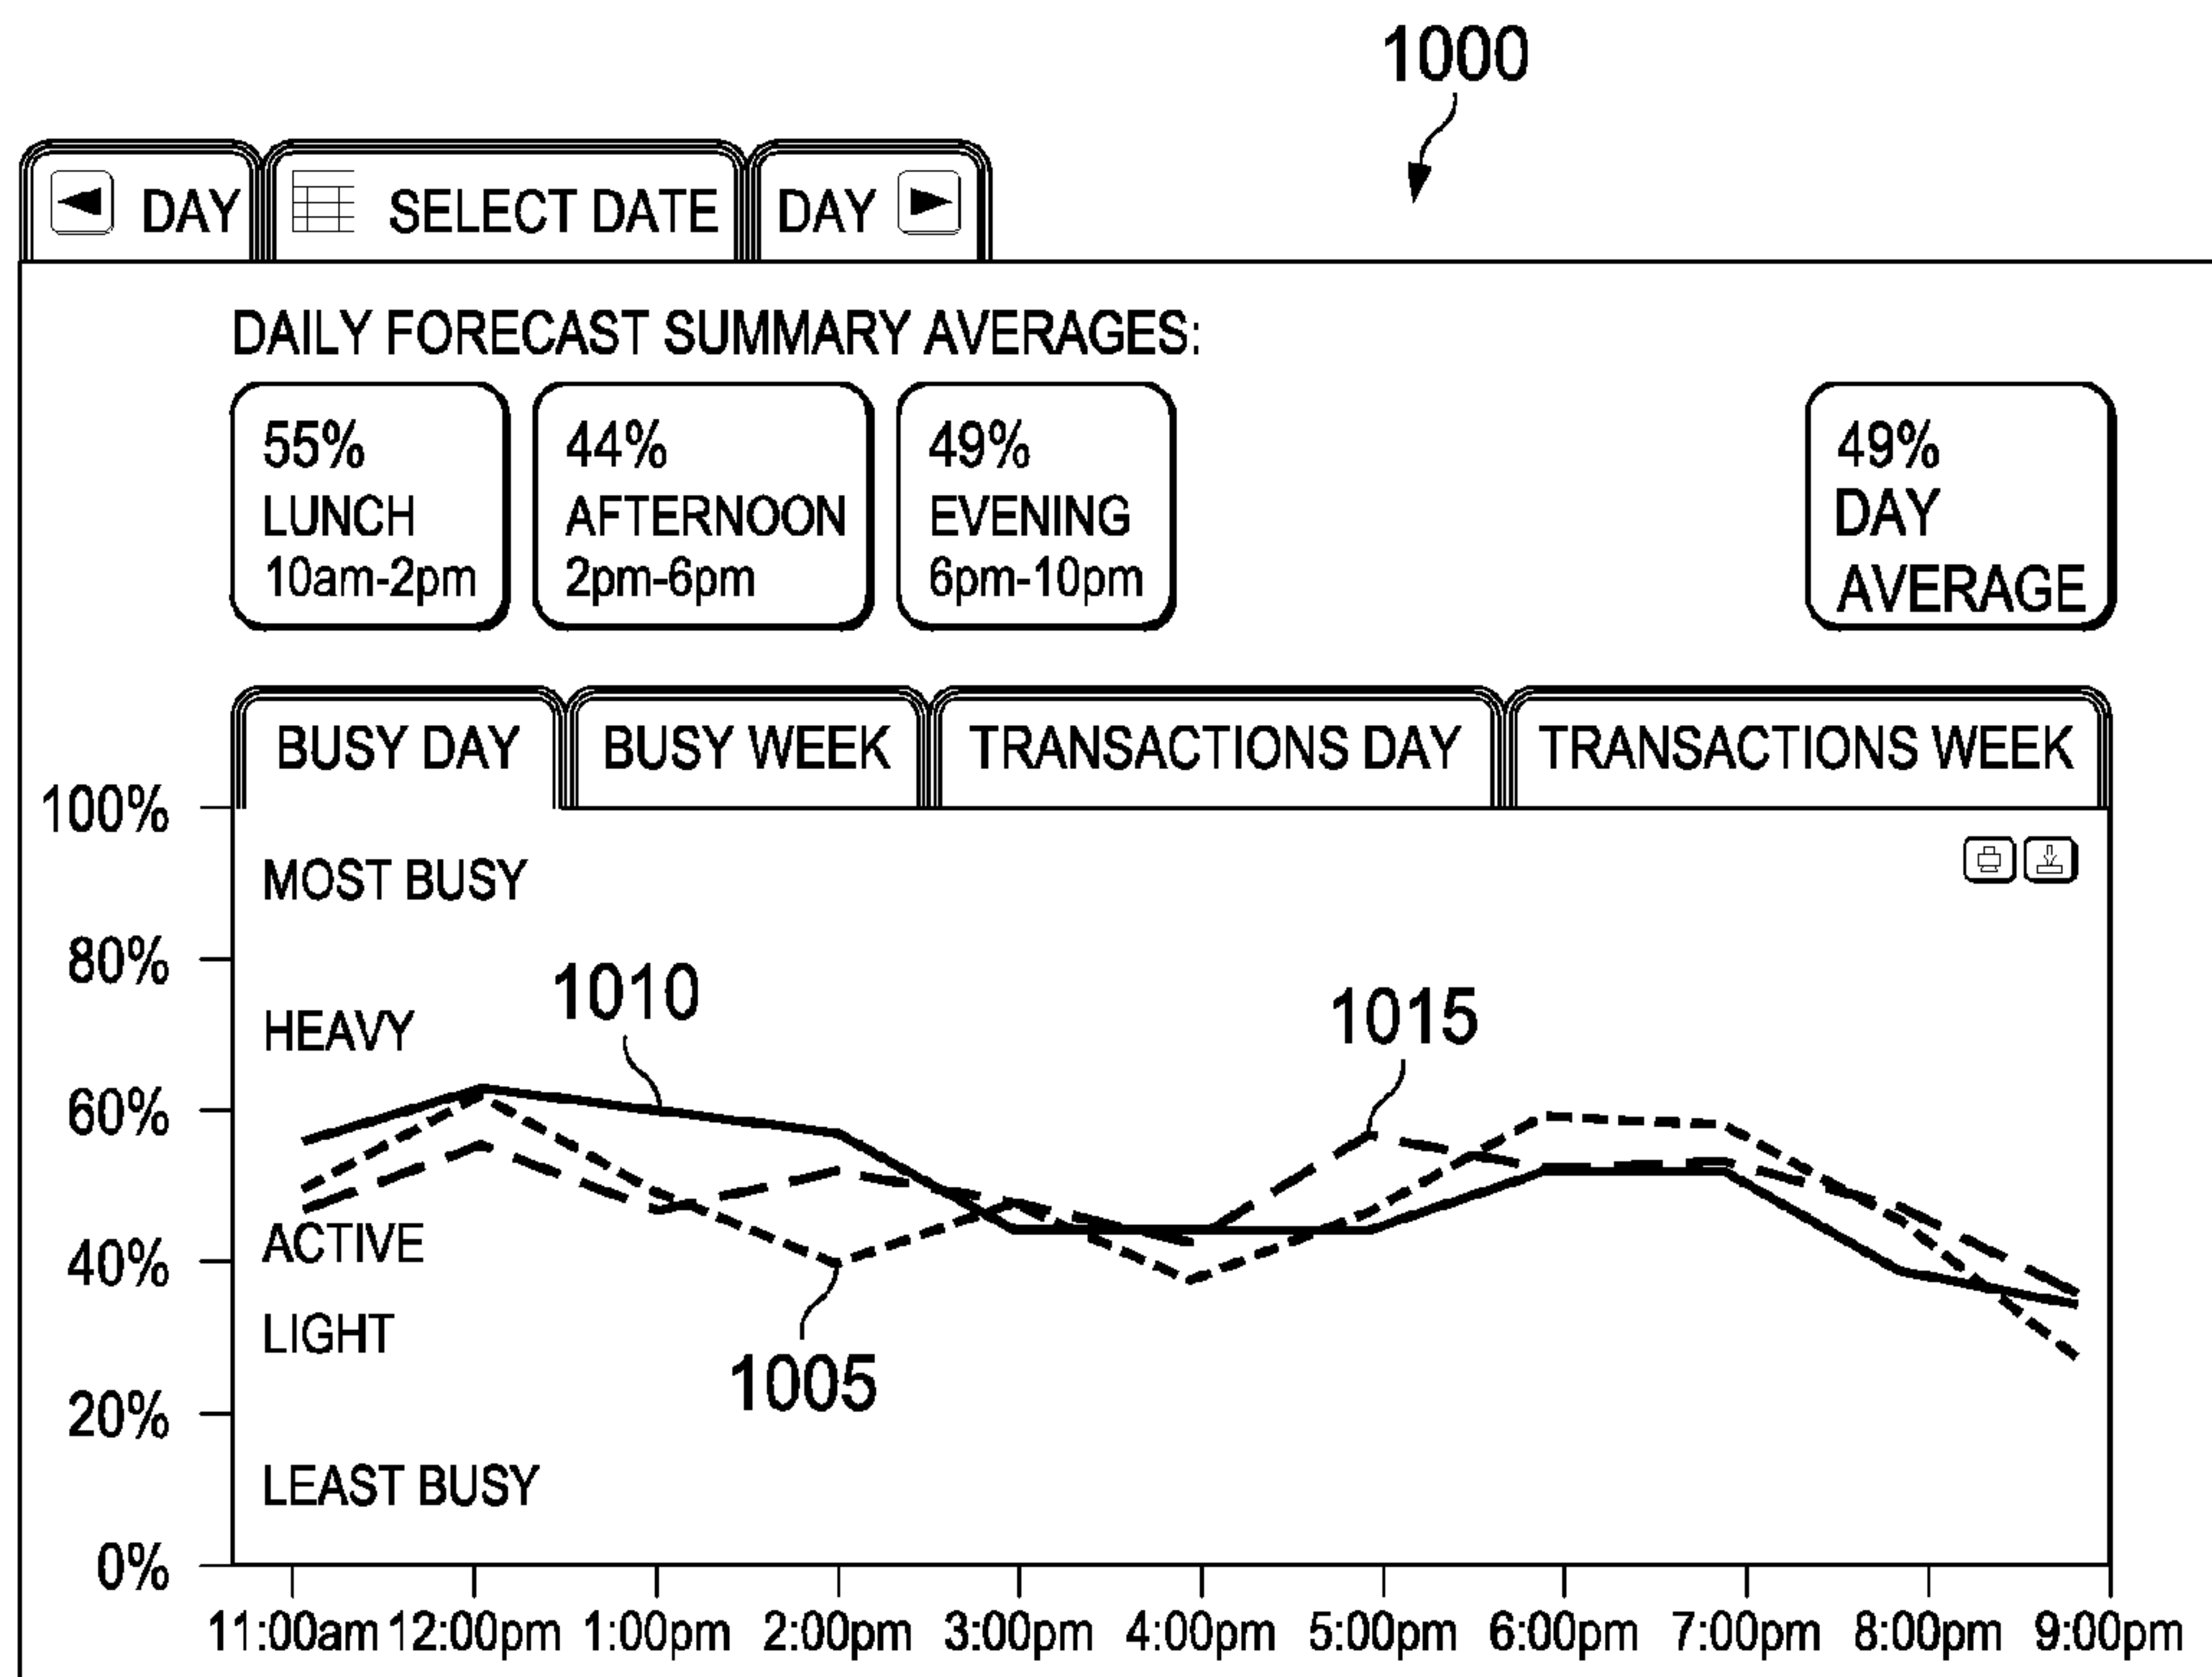 1000
DAY
SELECT DATE
DAY
DAILY FORECAST SUMMARY AVERAGES:
55%
LUNCH
10am-2pm
44%
AFTERNOON
2pm-6pm
49%
EVENING
6pm-10pm
49%
DAY
AVERAGE
BUSY DAY
BUSY WEEK
TRANSACTIONS DAY
TRANSACTIONS WEEK
100%
MOST BUSY
80%
HEAVY
1010
1015
60%
ACTIVE
40%
LIGHT
1005
20%
LEAST BUSY
0%
11:00am 12:00pm 1:00pm 2:00pm 3:00pm 4:00pm 5:00pm 6:00pm 7:00pm 8:00pm 9:00pm